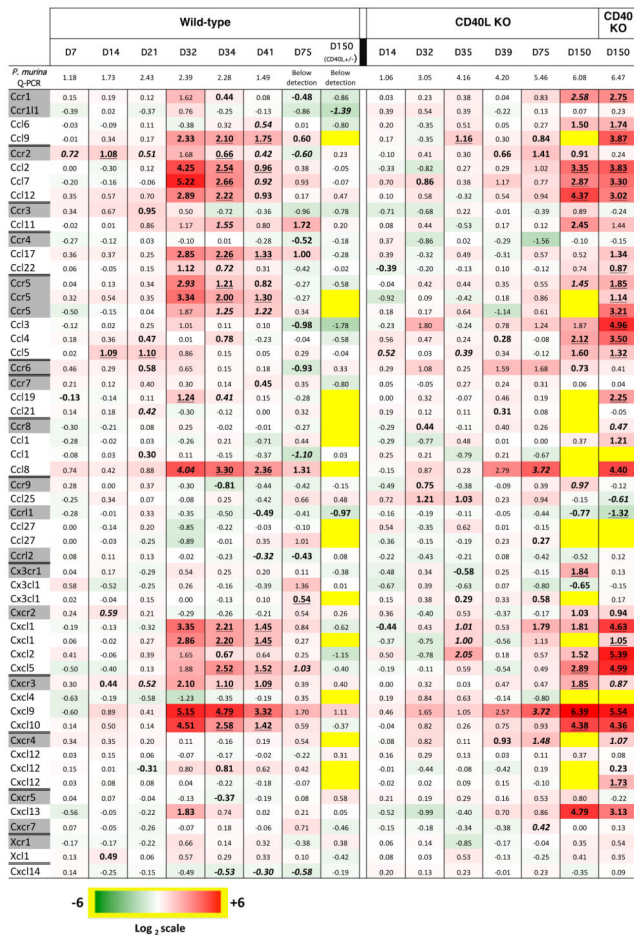 Wild-type CD40L KO CD40 KO
D7 D14 D21 D32 D34 D41 D75 D150 (CD40L+/-) D14 D32 D35 D39 D75 D150 D150
P. murina Q-PCR 1.18 1.73 2.43 2.39 2.28 1.49 Below detection Below detection 1.06 3.05 4.16 4.20 5.46 6.08 6.47
Ccr1 0.15 0.19 0.12 1.62 0.44 0.08 -0.48 -0.86 0.03 0.23 0.38 0.04 0.83 2.58 2.75
Ccr1l1 -0.39 0.02 -0.37 0.76 -0.25 -0.13 -0.86 -1.39 0.39 0.54 0.39 -0.22 -0.13 0.07 0.23
Ccl6 -0.03 -0.09 0.11 -0.38 0.32 0.54 0.01 -0.80 0.20 -0.35 0.51 0.05 0.27 1.50 1.74
Ccl9 -0.01 0.34 0.17 2.33 2.10 1.75 0.60 0.17 -0.35 1.16 0.30 0.84 3.87
Ccr2 0.72 1.08 0.51 1.68 0.66 0.42 -0.60 0.23 -0.10 0.41 0.30 0.66 1.41 0.91 0.24
Ccl2 0.00 -0.30 0.12 4.25 2.54 0.96 0.38 -0.05 -0.33 -0.82 0.29 1.02 3.35 3.83
Ccl7 -0.20 -0.16 -0.06 5.22 2.66 0.92 0.93 -0.07 0.70 0.86 0.38 1.17 0.77 2.87 3.30
Ccl12 0.35 0.57 0.70 2.89 2.22 0.93 0.17 0.47 0.10 0.58 -0.32 0.54 0.94 4.37 3.02
Ccr3 0.34 0.67 0.95 0.50 -0.72 -0.36 -0.96 -0.78 -0.71 -0.68 0.22 -0.01 -0.39 0.89 -0.24
Ccl11 -0.02 0.01 0.86 1.17 1.55 0.80 1.72 0.20 0.08 0.44 -0.53 0.17 0.12 2.45 1.44
Ccr4 -0.27 -0.12 0.03 -0.10 0.01 -0.28 -0.52 -0.18 0.37 -0.86 0.02 -0.29 -1.56 -0.10 -0.15
Ccl17 0.36 0.37 0.25 2.85 2.26 1.33 1.00 -0.28 0.39 -0.32 0.49 -0.31 0.57 0.52 1.34
Ccl22 0.06 -0.05 0.15 1.12 0.72 0.31 -0.42 -0.02 -0.39 -0.20 0.15 0.10 -0.12 0.74 0.87
Ccr5 -0.12 0.27 0.12 2.93 1.21 0.82 -0.27 -0.58 0.14 0.42 0.44 0.35 0.85 1.45 1.85
Ccr5 0.32 0.54 0.35 3.34 2.00 1.30 -0.27 -0.92 0.09 -0.42 0.18 0.86 1.14
Ccr5 -0.50 -0.15 0.04 1.87 1.25 1.22 0.34 0.18 0.17 0.64 -1.14 0.61 3.21
Ccl3 -0.12 0.02 0.25 1.01 0.11 0.10 -0.98 -1.78 -0.23 1.80 -0.24 0.78 1.24 1.87 4.96
Ccl4 0.18 0.36 0.47 0.01 0.78 -0.23 -0.04 -0.58 0.56 0.47 0.24 0.28 -0.08 2.12 3.50
Ccl5 0.14 1.09 1.10 0.86 0.15 0.05 0.29 -0.04 0.52 0.03 0.39 0.34 -0.12 1.60 1.32
Ccr6 0.46 0.29 0.58 0.65 0.15 0.18 -0.93 0.33 0.29 1.08 0.25 1.59 1.68 0.73 0.41
Ccr7 0.21 0.12 0.40 0.30 0.14 0.45 0.35 -0.80 0.05 -0.05 0.27 0.24 0.31 0.06 0.04
Ccl19 -0.13 -0.14 0.12 1.24 0.41 0.15 -0.28 0.00 0.32 -0.07 0.46 0.19 2.25
Ccl21 0.14 0.18 0.42 -0.30 -0.12 0.00 0.32 0.19 0.12 0.11 0.31 0.08 -0.05
Ccr8 -0.30 -0.21 0.08 0.25 -0.02 -0.01 -0.27 -0.32 0.44 -0.11 0.28 -0.08 0.47
Ccl1 -0.28 -0.02 0.03 -0.26 0.21 -0.71 0.44 -0.29 -0.77 0.48 0.01 0.00 0.37 1.21
Ccl1 -0.08 0.03 0.30 0.11 -0.15 -0.37 -1.10 0.03 0.35 0.21 -0.79 0.21 -0.67
Ccl8 0.74 0.42 0.88 4.04 3.30 2.36 1.31 -0.15 0.87 0.28 2.79 3.72 4.40
Ccr9 0.28 0.00 0.37 -0.30 -0.81 -0.44 -0.42 -0.15 -0.49 0.75 -0.38 0.29 -0.53 0.97 -0.12
Ccl25 -0.25 0.34 0.07 -0.08 0.25 -0.42 0.66 0.48 0.72 1.21 1.03 0.23 0.94 -0.15 -0.61
Ccrl1 -0.28 -0.01 0.33 -0.35 -0.50 -0.49 -0.41 -0.97 -0.16 -0.19 -0.11 -0.05 -0.44 -0.77 -1.32
Ccl27 -0.00 -0.14 0.20 -0.85 -0.22 -0.03 -0.10 0.54 -0.35 0.62 0.01 -0.15
Ccl27 -0.00 -0.03 0.25 -0.89 0.01 0.35 1.01 -0.36 -0.15 -0.19 0.23 0.27
Ccrl2 0.08 0.11 0.13 -0.02 -0.23 -0.32 -0.43 0.08 -0.22 -0.43 -0.21 -0.08 -0.42 -0.52 0.12
Cx3cr1 0.04 0.17 -0.29 0.54 0.25 0.20 0.11 -0.38 -0.48 0.34 -0.58 0.25 0.15 1.84 -0.15
Cx3cl1 0.58 -0.52 -0.25 0.26 -0.16 -0.39 1.36 0.01 -0.67 0.39 -0.63 -0.07 -0.80 -0.65 -0.15
Cx3cl1 0.02 -0.04 0.15 0.00 -0.13 0.10 0.54 -0.38 0.15 0.29 0.03 0.58 0.17
Cxcr2 0.24 0.59 0.21 -0.29 -0.26 -0.21 0.54 0.26 0.36 -0.40 0.53 -0.37 -0.17 1.03 0.94
Cxcl1 -0.19 -0.13 -0.32 3.35 2.21 1.45 0.84 -0.62 -0.44 0.53 1.01 0.53 1.79 1.81 4.63
Cxcl1 0.06 -0.02 0.32 2.86 2.20 1.45 0.27 -0.37 -0.75 1.00 -0.56 1.13 1.05
Cxcl2 0.41 -0.06 0.39 1.65 0.67 0.64 0.25 -1.15 0.50 -0.78 2.05 0.18 0.57 1.52 5.39
Cxcl5 -0.50 -0.40 0.13 1.88 2.52 1.52 1.03 -0.40 -0.19 -0.11 0.59 -0.54 0.49 2.89 4.99
Cxcr3 0.30 0.44 0.52 2.10 1.10 1.09 0.39 0.40 0.00 0.32 0.03 -0.47 0.47 1.85 0.87
Cxcl4 -0.63 -0.19 -0.58 -1.23 -0.35 -0.19 0.35 0.19 0.84 0.63 -0.14 -0.80
Cxcl9 -0.60 0.89 0.41 5.15 4.79 3.32 1.70 1.11 0.46 1.65 1.05 2.57 3.72 6.39 5.54
Cxcl10 0.14 0.50 0.14 4.51 2.58 1.42 0.59 -0.37 -0.04 0.82 0.26 0.75 0.93 4.38 4.36
Cxcr4 0.34 0.35 0.20 0.11 -0.16 0.19 0.54 -0.08 0.82 0.11 0.93 1.48 1.07
Cxcl12 0.03 0.15 0.06 -0.07 -0.17 -0.02 -0.22 0.31 0.16 0.29 0.13 -0.03 0.11 0.37 0.08
Cxcl12 0.12 0.01 -0.31 0.80 0.81 0.62 0.42 -0.01 -0.44 -0.08 -0.42 0.19 0.23
Cxcl12 0.03 0.08 0.08 0.04 -0.22 -0.18 -0.07 -0.08 0.02 0.09 0.15 -0.10 1.73
Cxcr5 0.04 0.07 -0.04 -0.13 -0.37 -0.19 0.08 0.58 0.21 0.19 0.29 0.16 0.53 0.80 -0.22
Cxcl13 -0.56 -0.05 -0.22 1.83 0.74 0.02 0.21 0.05 -0.52 -0.99 -0.40 0.70 0.86 4.79 3.13
Cxcr7 0.07 -0.05 -0.26 -0.07 0.18 -0.06 0.71 -0.46 -0.15 -0.18 -0.34 -0.38 0.42 0.00 0.13
Xcr1 -0.17 -0.17 -0.22 0.66 0.14 0.32 -0.38 0.38 0.13 0.14 -0.85 -0.17 -0.04 0.35 0.54
Xcl1 0.14 0.49 0.06 0.57 0.29 0.33 0.10 -0.42 0.08 0.03 0.53 -0.13 -0.25 0.41 0.35
Cxcl14 0.14 -0.25 -0.15 -0.49 -0.53 -0.30 -0.58 -0.19 0.20 0.13 0.23 -0.01 0.21 -0.35 0.09
-6 +6
Log 2 scale